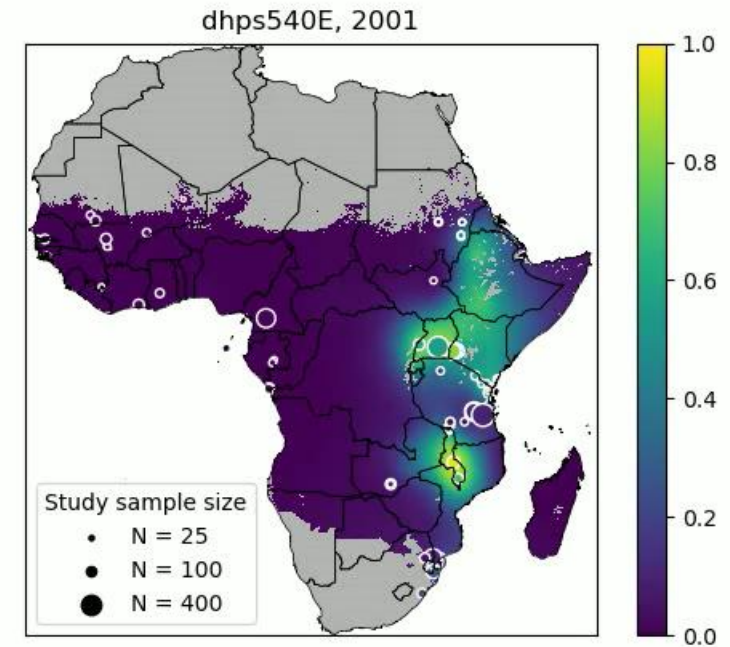 dhps540E, 2001
1.0
0.8
0.6
0.4
0.2
0.0
Study sample size
N = 25
N = 100
N = 400